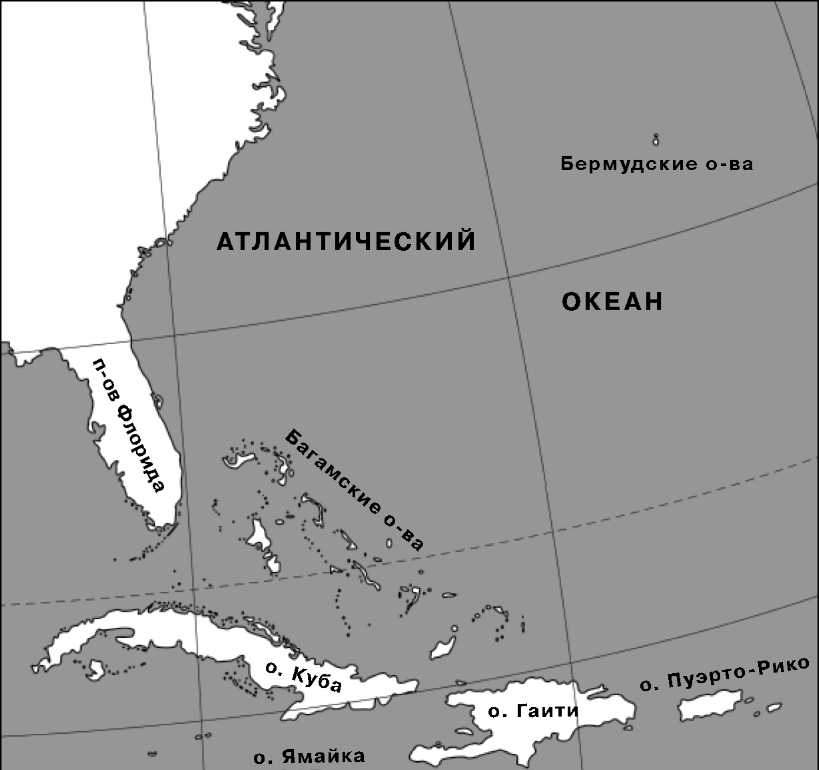 Бермудские о-ва
АТЛАНТИЧЕСКИЙ
ОКЕАН
п-ов Флорида
Багамские о-ва
о. Куба
о. Пуэрто-Рико
о. Гаити
о. Ямайка